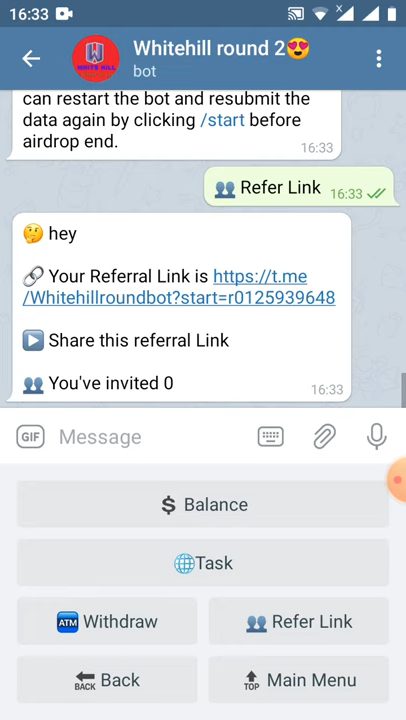 16:33
Whitehill round 2😍
WHITE HILL
bot
can restart the bot and resubmit the
data again by clicking /start before
airdrop end.
16:33
👥 Refer Link 16:33
🤔 hey
🔗 Your Referral Link is https://t.me
/Whitehillroundbot?start=r0125939648
▶️ Share this referral Link
👥 You've invited 0
16:33
GIF Message
$ Balance
🌐Task
🏧 Withdraw
👥 Refer Link
🔙 Back
🔝 Main Menu